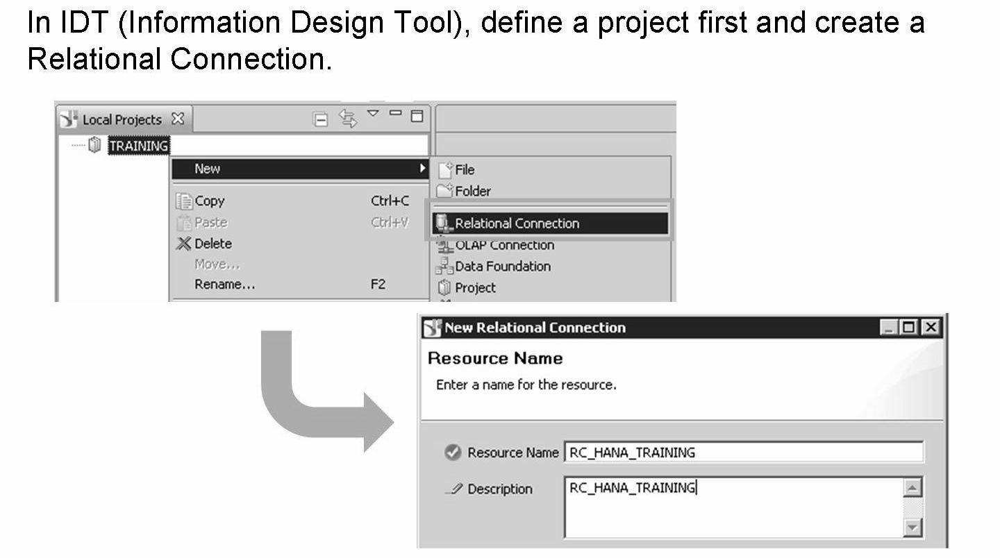 In IDT (Information Design Tool), define a project first and create a
Relational Connection.
Local Projects
TRAINING
New
File
Folder
Copy Ctrl+C
Paste Ctrl+V
Relational Connection
Delete
OLAP Connection
Move...
Data Foundation
Rename... F2
Project
New Relational Connection
Resource Name
Enter a name for the resource.
Resource Name RC_HANA_TRAINING
Description RC_HANA_TRAINING